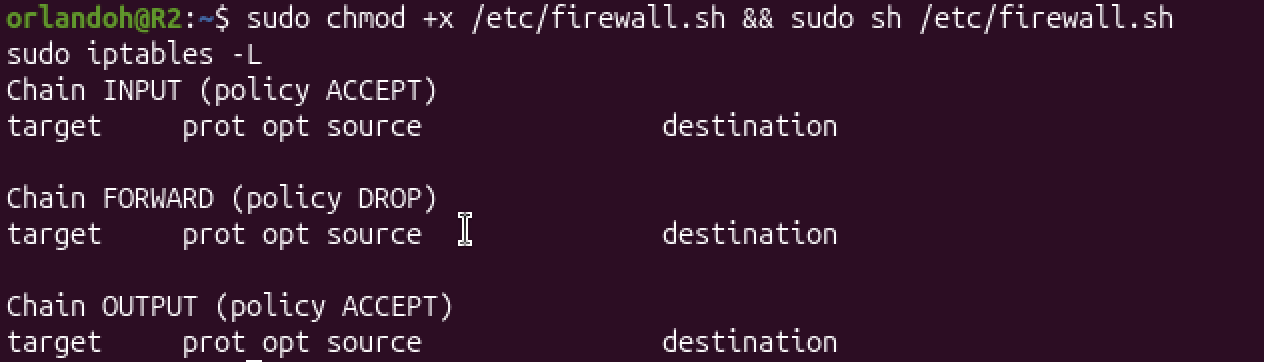 orlandoh@R2:~$ sudo chmod +x /etc/firewall.sh && sudo sh /etc/firewall.sh
sudo iptables -L
Chain INPUT (policy ACCEPT)
target     prot opt source               destination

Chain FORWARD (policy DROP)
target     prot opt source               destination

Chain OUTPUT (policy ACCEPT)
target     prot opt source               destination